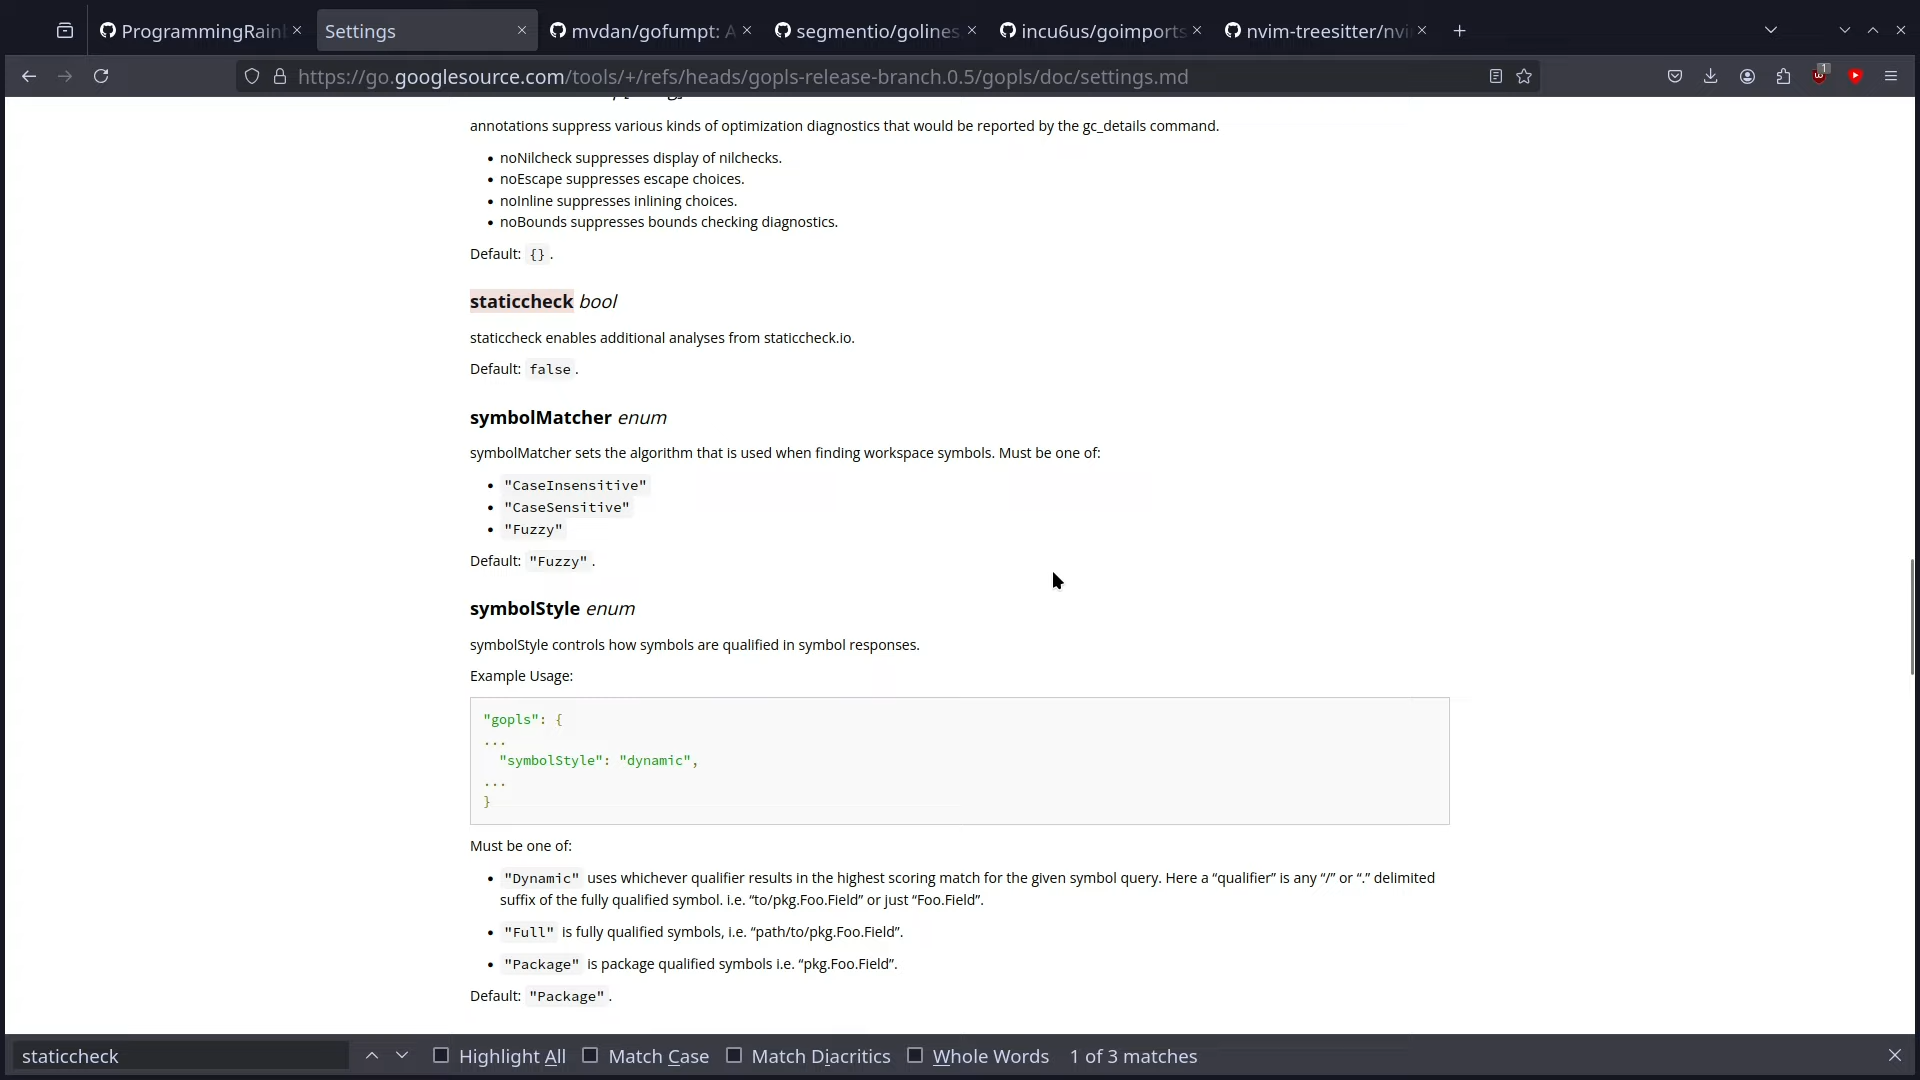 ProgrammingRain
Settings
mvdan/gofumpt: A
segmentio/golines
incu6us/goimports
nvim-treesitter/nvi
https://go.googlesource.com/tools/+/refs/heads/gopls-release-branch.0.5/gopls/doc/settings.md
1
annotations suppress various kinds of optimization diagnostics that would be reported by the gc_details command.
• noNilcheck suppresses display of nilchecks.
• noEscape suppresses escape choices.
• noInline suppresses inlining choices.
• noBounds suppresses bounds checking diagnostics.
Default: {}.
staticcheck bool
staticcheck enables additional analyses from staticcheck.io.
Default: false.
symbolMatcher enum
symbolMatcher sets the algorithm that is used when finding workspace symbols. Must be one of:
• "CaseInsensitive"
• "CaseSensitive"
• "Fuzzy"
Default: "Fuzzy".
symbolStyle enum
symbolStyle controls how symbols are qualified in symbol responses.
Example Usage:
"gopls": {
...
"symbolStyle": "dynamic",
...
}
Must be one of:
• "Dynamic" uses whichever qualifier results in the highest scoring match for the given symbol query. Here a “qualifier” is any “/” or “.” delimited
suffix of the fully qualified symbol. i.e. “to/pkg.Foo.Field” or just “Foo.Field”.
• "Full" is fully qualified symbols, i.e. “path/to/pkg.Foo.Field”.
• "Package" is package qualified symbols i.e. “pkg.Foo.Field”.
Default: "Package".
staticcheck
Highlight All
Match Case
Match Diacritics
Whole Words
1 of 3 matches